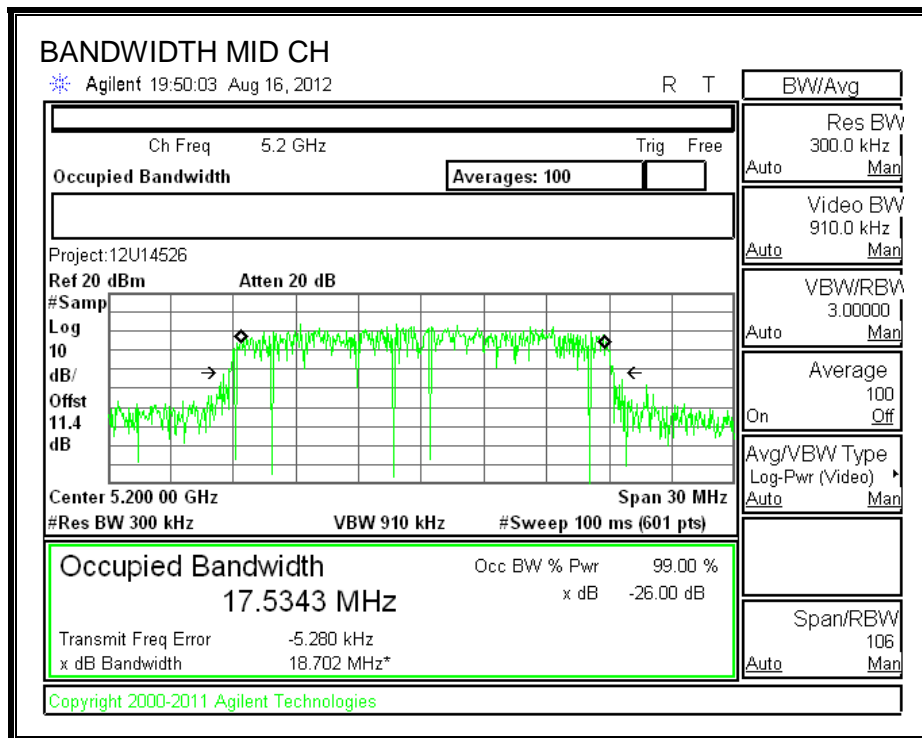 BANDWIDTH MID CH
Agilent 19:50:03 Aug 16, 2012 R T
BW/Avg
Ch Freq 5.2 GHz Trig Free
Occupied Bandwidth Averages: 100
Project:12U14526
Ref 20 dBm Atten 20 dB
#Samp
Log
10
dB/
Offst
11.4
dB
Center 5.200 00 GHz Span 30 MHz
#Res BW 300 kHz VBW 910 kHz #Sweep 100 ms (601 pts)
Occupied Bandwidth
17.5343 MHz
Occ BW % Pwr 99.00 %
x dB -26.00 dB
Transmit Freq Error -5.280 kHz
x dB Bandwidth 18.702 MHz*
Copyright 2000-2011 Agilent Technologies
Res BW
300.0 kHz
Auto Man
Video BW
910.0 kHz
Auto Man
VBW/RBW
3.00000
Auto Man
Average
100
On Off
Avg/VBW Type
Log-Pwr (Video)
Auto Man
Span/RBW
106
Auto Man